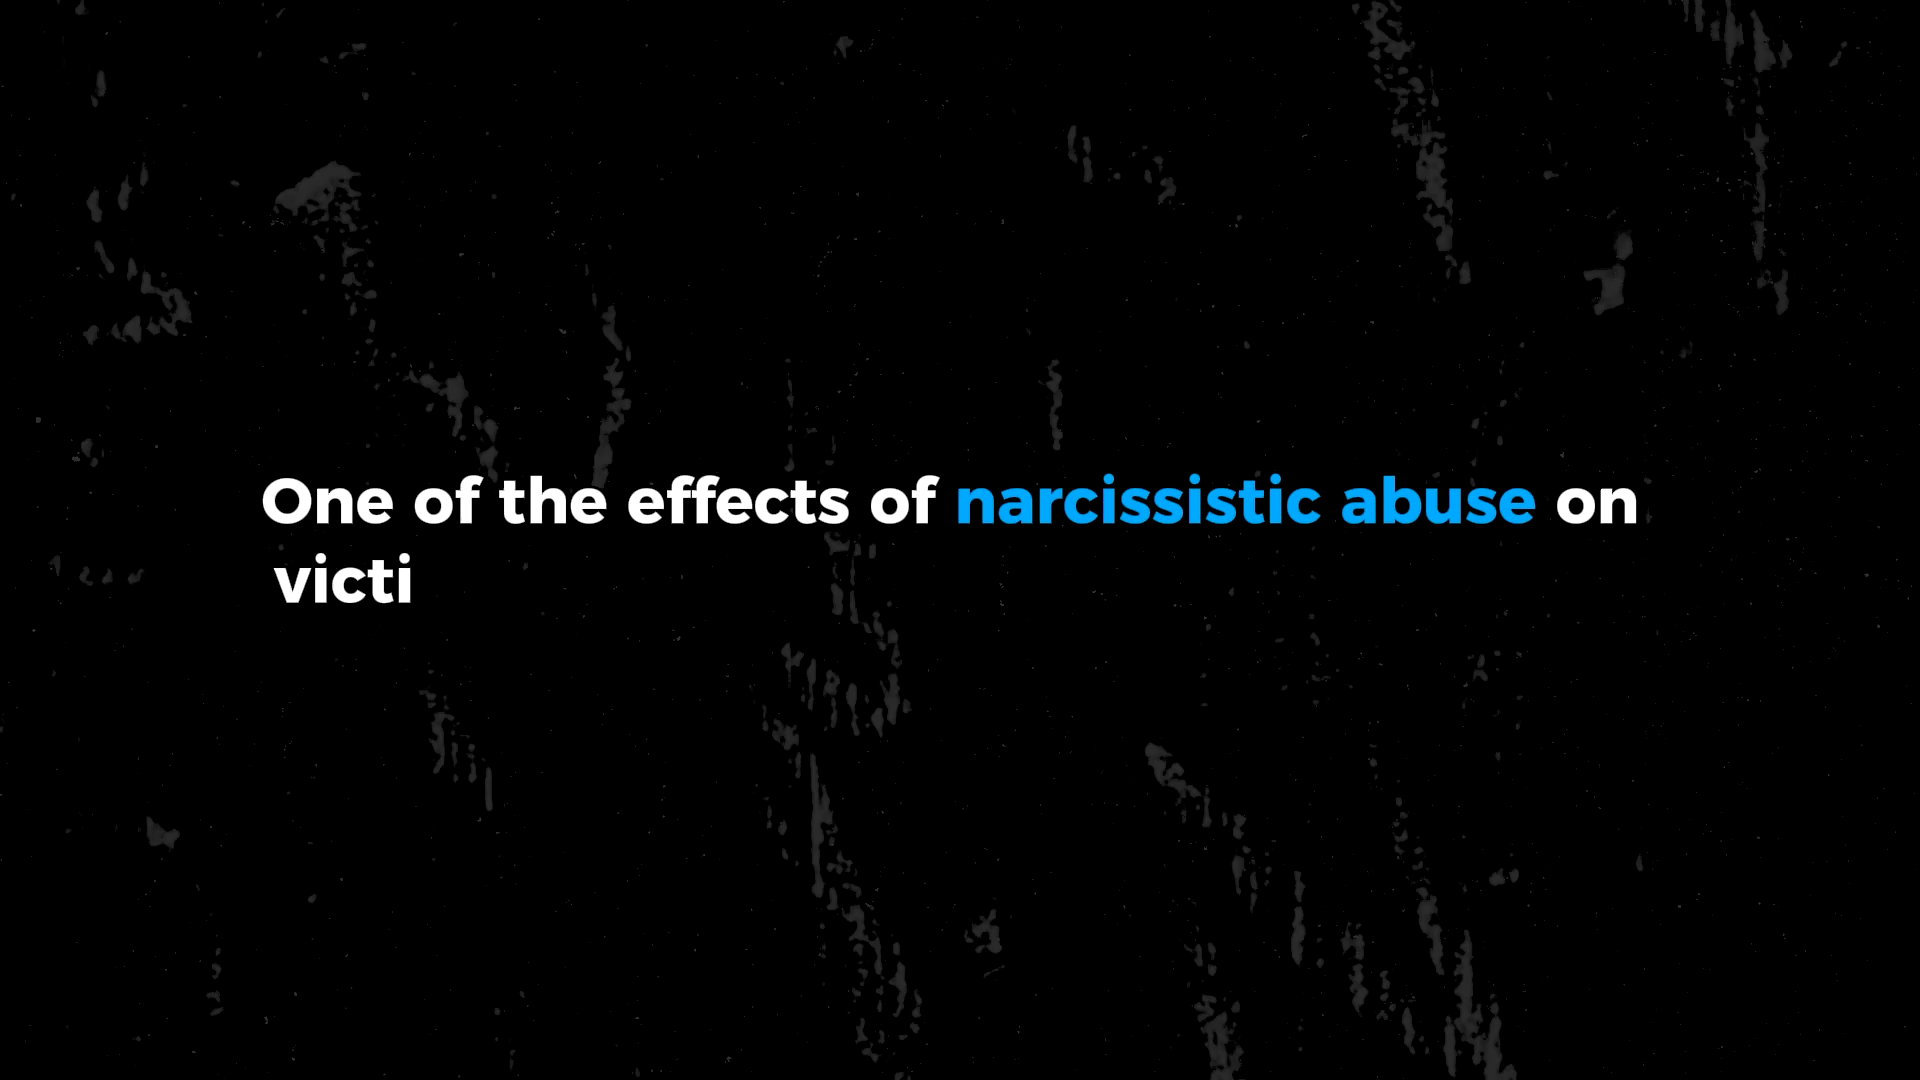 One of the effects of narcissistic abuse on
victi